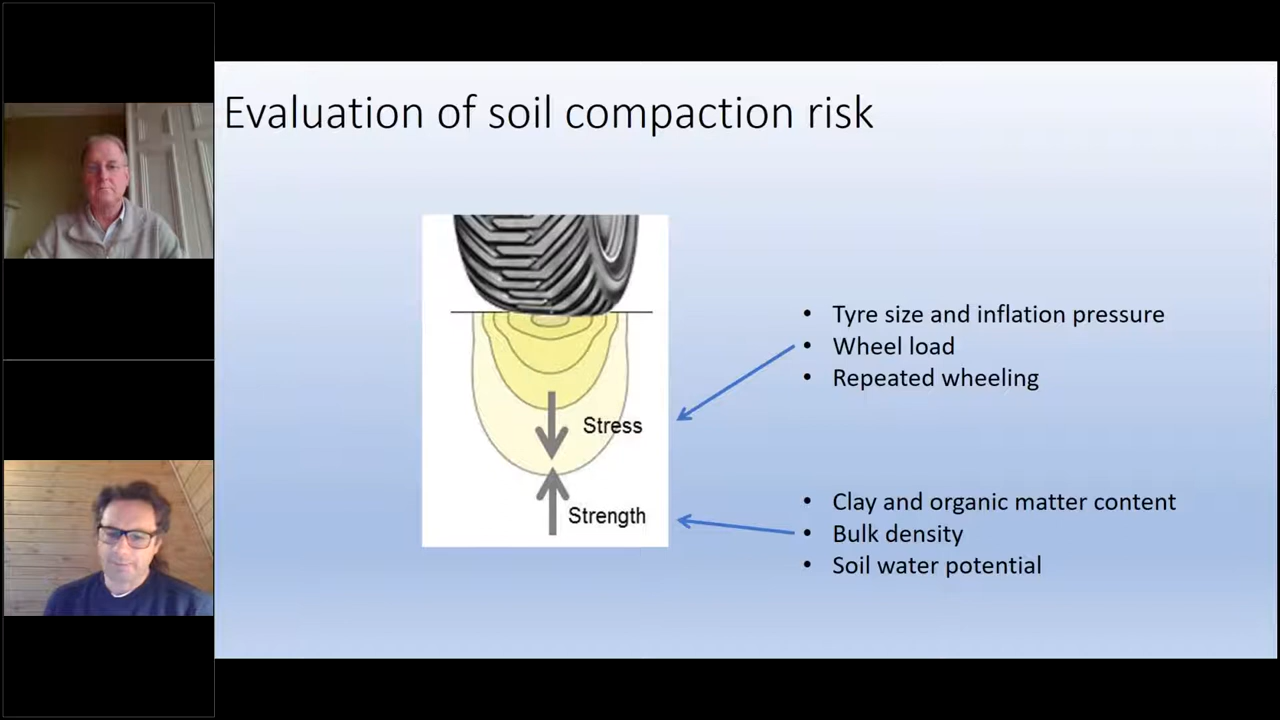 Evaluation of soil compaction risk
• Tyre size and inflation pressure
• Wheel load
• Repeated wheeling
Stress
Strength
• Clay and organic matter content
• Bulk density
• Soil water potential